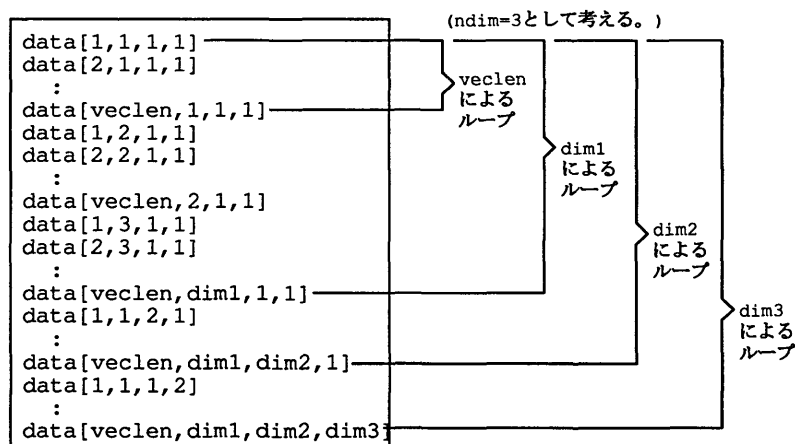 (ndim=3として考える。)
data[1,1,1,1]
data[2,1,1,1]
:
data[veclen,1,1,1]
data[1,2,1,1]
data[2,2,1,1]
:
data[veclen,2,1,1]
data[1,3,1,1]
data[2,3,1,1]
:
data[veclen,dim1,1,1]
data[1,1,2,1]
:
data[veclen,dim1,dim2,1]
data[1,1,1,2]
:
data[veclen,dim1,dim2,dim3]
veclen
による
ループ
dim1
による
ループ
dim2
による
ループ
dim3
による
ループ